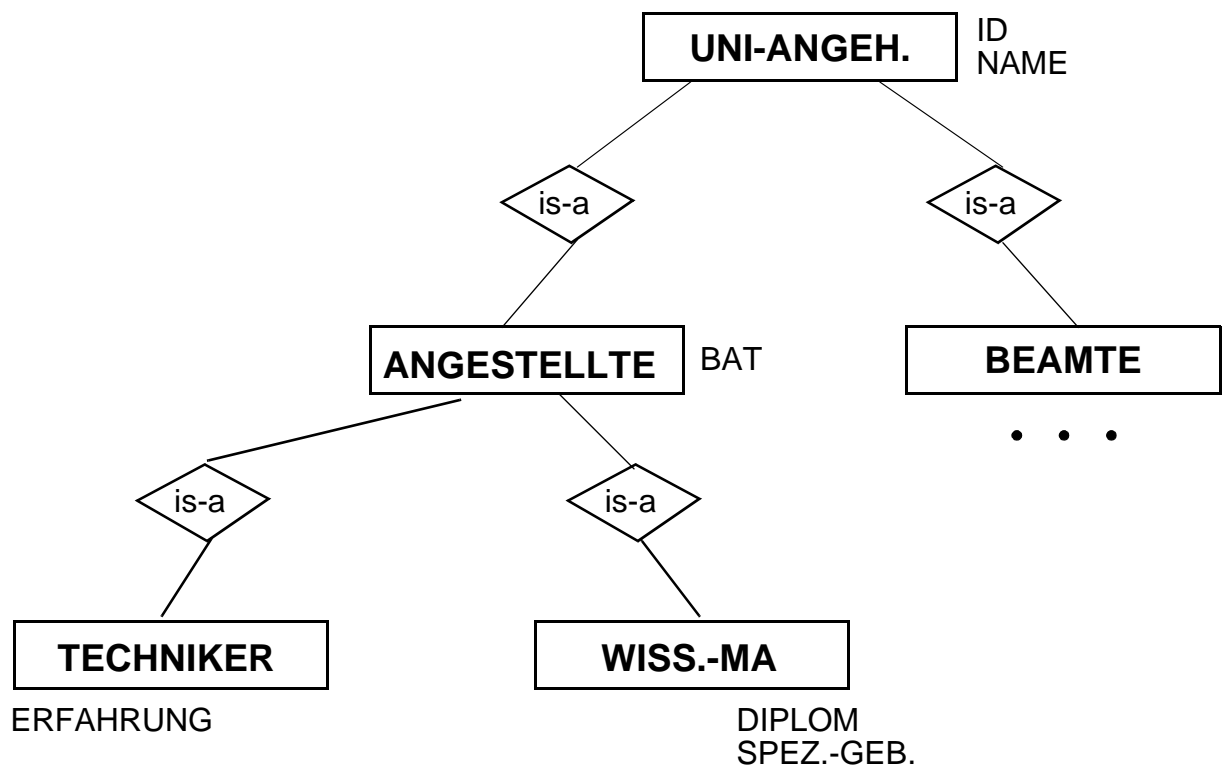 UNI-ANGEH.
ID
NAME
is-a
is-a
ANGESTELLTE
BAT
BEAMTE
• • •
is-a
is-a
TECHNIKER
WISS.-MA
ERFAHRUNG
DIPLOM
SPEZ.-GEB.